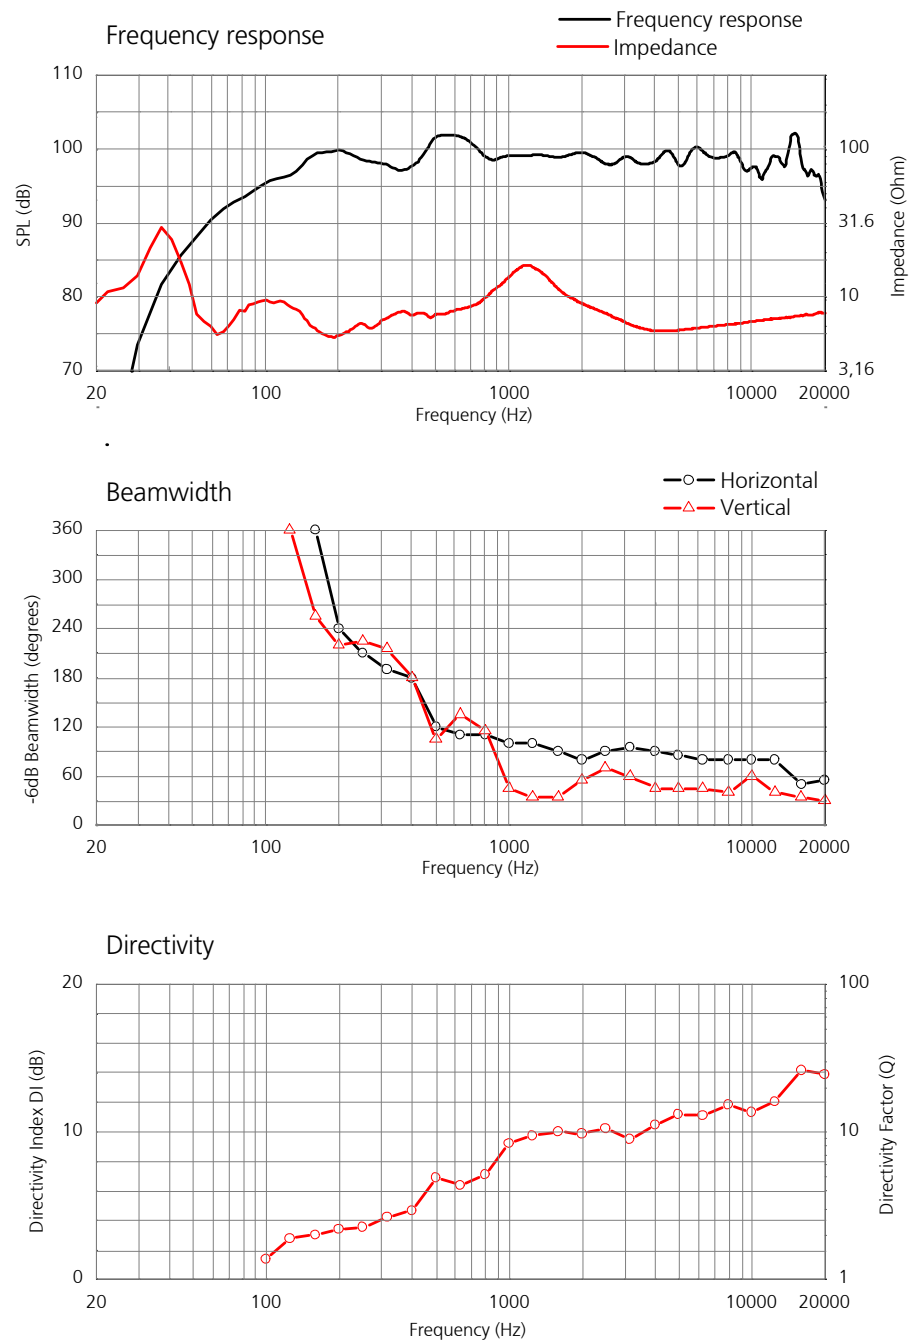 Frequency response
Frequency response
Impedance
110
100
90
80
70
SPL (dB)
100
31.6
10
3,16
Impedance (Ohm)
20
100
1000
10000
20000
Frequency (Hz)
Beamwidth
Horizontal
Vertical
360
300
240
180
120
60
0
-6dB Beamwidth (degrees)
20
100
1000
10000
20000
Frequency (Hz)
Directivity
20
10
0
Directivity Index DI (dB)
100
10
1
Directivity Factor (Q)
20
100
1000
10000
20000
Frequency (Hz)